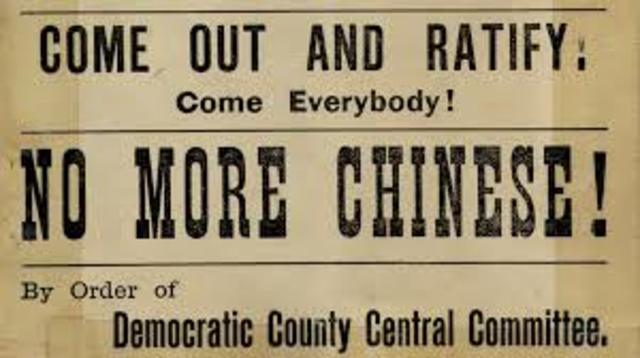 COME OUT AND RATIFY!
Come Everybody!
NO MORE CHINESE!
By Order of
Democratic County Central Committee.